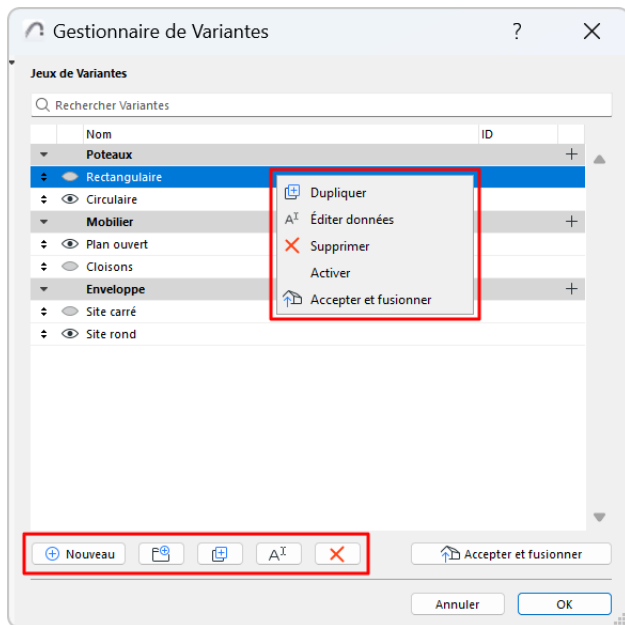 Gestionnaire de Variantes
?
Jeux de Variantes
Rechercher Variantes
Nom ID
Poteaux
Rectangulaire
Circulaire
Mobilier
Plan ouvert
Cloisons
Enveloppe
Site carré
Site rond
Dupliquer
Éditer données
Supprimer
Activer
Accepter et fusionner
Nouveau
Accepter et fusionner
Annuler OK